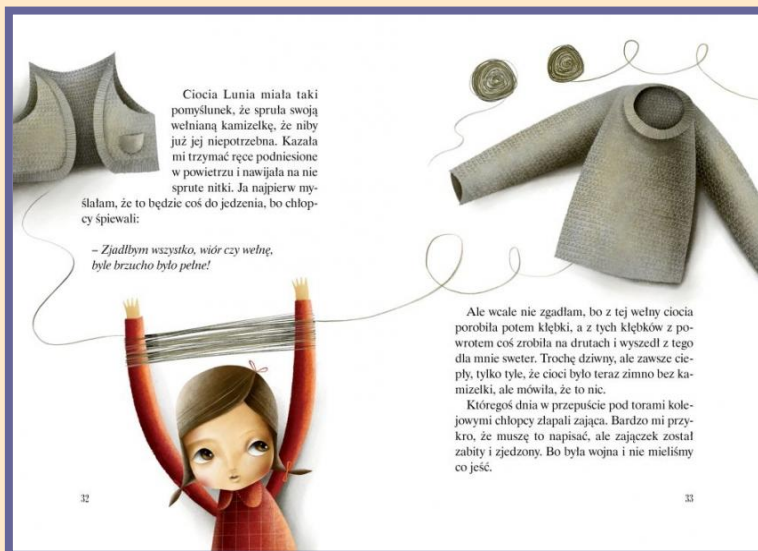 Ciocia Lunia miała taki
pomyślunek, że spruła swoją
wełnianą kamizelkę, że niby
już jej niepotrzebna. Kazała
mi trzymać ręce podniesione
w powietrzu i nawijała na nie
sprute nitki. Ja najpierw my-
ślałam, że to będzie coś do jedzenia, bo chłop-
cy śpiewali:
– Zjadłbym wszystko, wiór czy wełnę,
byle brzucho było pełne!
32
Ale wcale nie zgadłam, bo z tej wełny ciocia
porobiła potem kłębki, a z tych kłębków z po-
wrotem coś zrobiła na drutach i wyszedł z tego
dla mnie sweter. Trochę dziwny, ale zawsze cie-
pły, tylko tyle, że cioci było teraz zimno bez ka-
mizelki, ale mówiła, że to nic.
Któregoś dnia w przepuście pod torami kole-
jowymi chłopcy złapali zająca. Bardzo mi przy-
kro, że muszę to napisać, ale zajączek został
zabity i zjedzony. Bo była wojna i nie mieliśmy
co jeść.
33